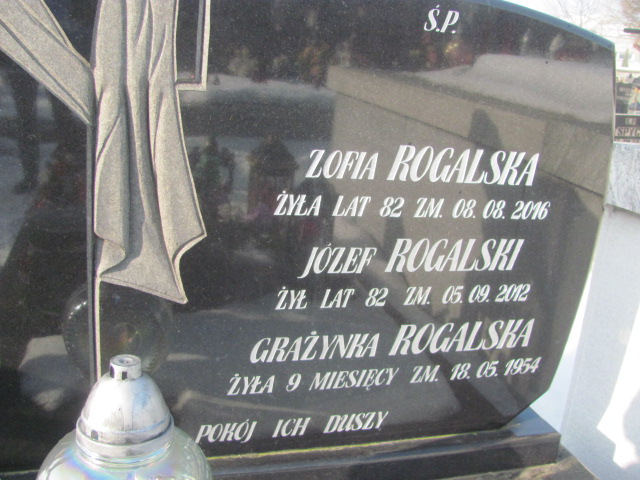 Ś.P.
ZOFIA ROGALSKA
ŻYŁA LAT 82 ZM. 08.08.2016
JÓZEF ROGALSKI
ŻYŁ LAT 82 ZM. 05.09.2012
GRAŻYNKA ROGALSKA
ŻYŁA 9 MIESIĘCY ZM. 18.05.1954
POKÓJ ICH DUSZY